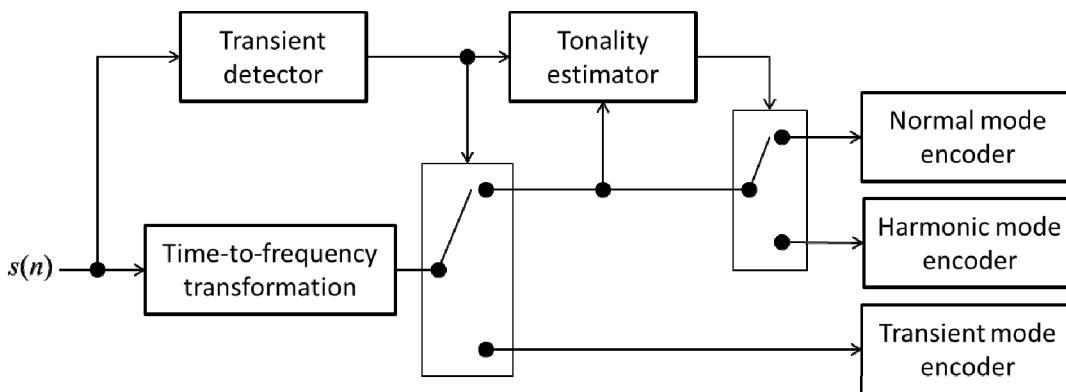 Transient
detector
Tonality
estimator
Normal mode
encoder
s(n)
Time-to-frequency
transformation
Harmonic mode
encoder
Transient mode
encoder